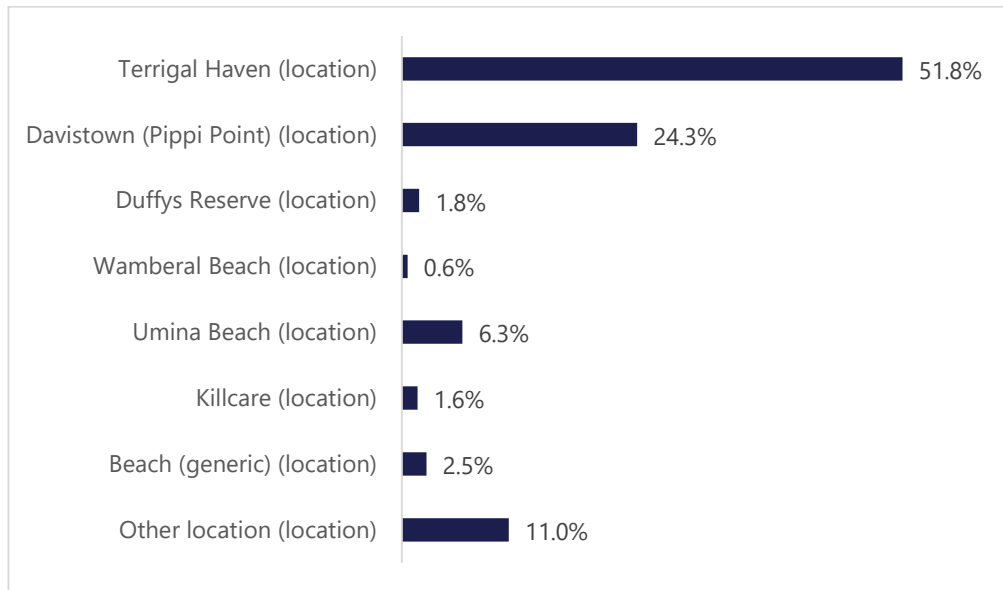 Terrigal Haven (location) 51.8%
Davistown (Pippi Point) (location) 24.3%
Duffys Reserve (location) 1.8%
Wamberal Beach (location) 0.6%
Umina Beach (location) 6.3%
Killcare (location) 1.6%
Beach (generic) (location) 2.5%
Other location (location) 11.0%